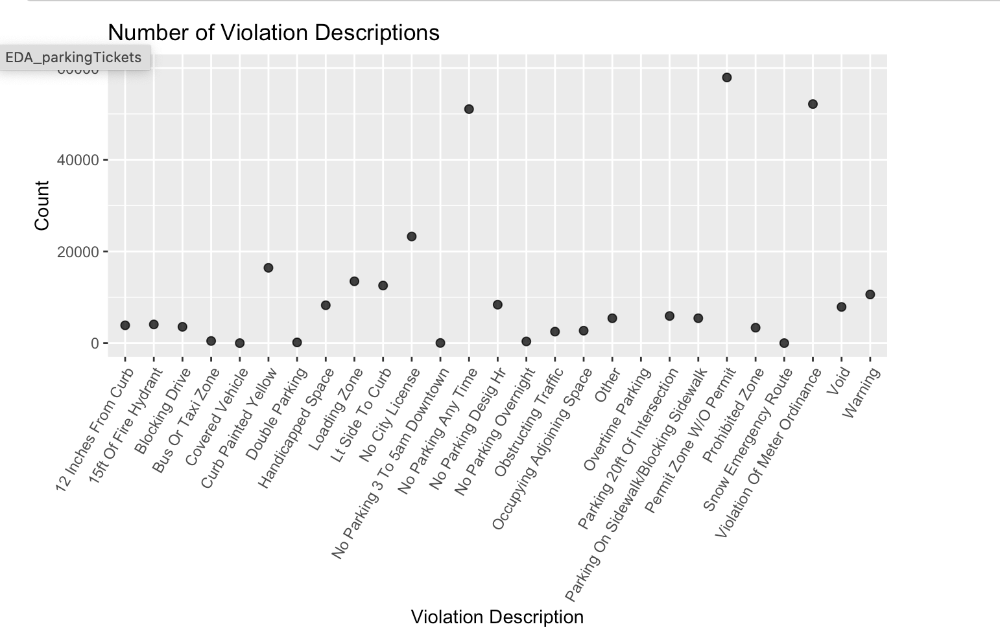 Number of Violation Descriptions
EDA_parkingTickets
60000
40000
20000
0
Count
12 Inches From Curb
15ft Of Fire Hydrant
Blocking Drive
Bus Or Taxi Zone
Covered Vehicle
Curb Painted Yellow
Double Parking
Handicapped Space
Loading Zone
Lt Side To Curb
No City License
No Parking 3 To 5am Downtown
No Parking Any Time
No Parking Desig Hr
No Parking Overnight
Obstructing Traffic
Occupying Adjoining Space
Other
Overtime Parking
Parking 20ft Of Intersection
Parking On Sidewalk/Blocking Sidewalk
Permit Zone W/O Permit
Prohibited Zone
Snow Emergency Route
Violation Of Meter Ordinance
Void
Warning
Violation Description